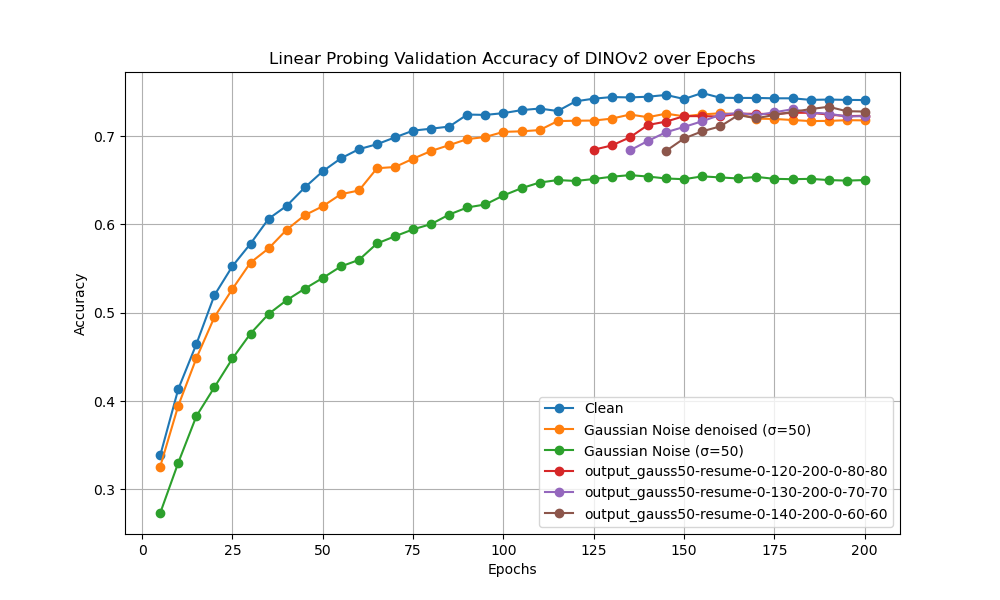 Linear Probing Validation Accuracy of DINOv2 over Epochs
Accuracy
0.7
0.6
0.5
0.4
0.3
Clean
Gaussian Noise denoised (σ=50)
Gaussian Noise (σ=50)
output_gauss50-resume-0-120-200-0-80-80
output_gauss50-resume-0-130-200-0-70-70
output_gauss50-resume-0-140-200-0-60-60
0 25 50 75 100 125 150 175 200
Epochs